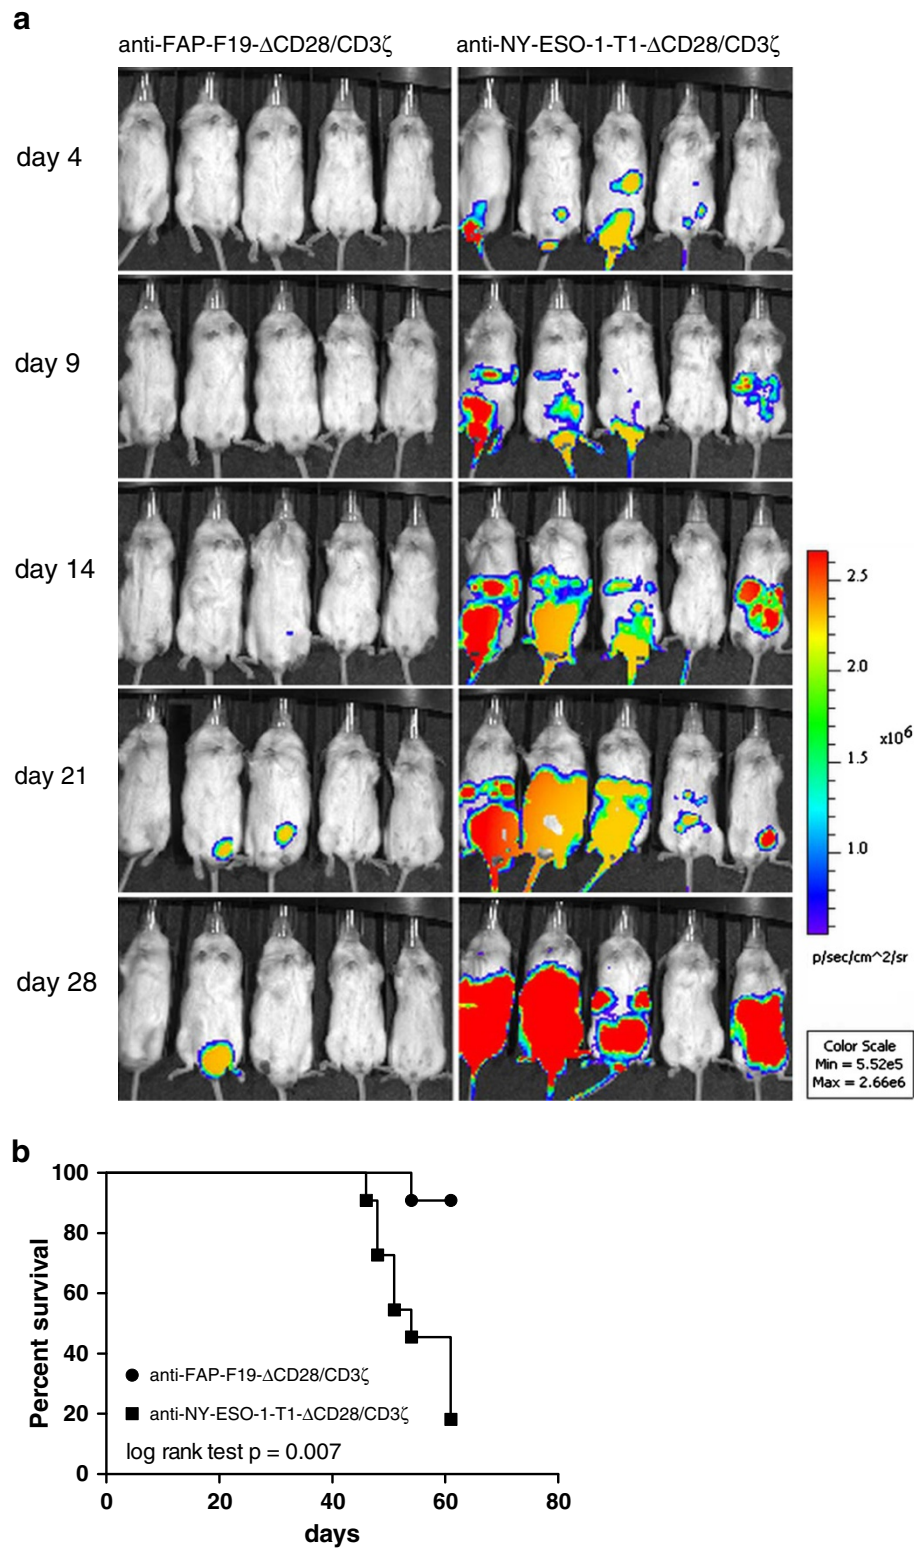 a
anti-FAP-F19-ΔCD28/CD3ζ
anti-NY-ESO-1-T1-ΔCD28/CD3ζ
day 4
day 9
day 14
day 21
day 28
2.5
2.0
x10^6
1.5
1.0
p/sec/cm^2/sr
Color Scale
Min = 5.52e5
Max = 2.66e6
b
100
80
60
40
20
0
Percent survival
anti-FAP-F19-ΔCD28/CD3ζ
anti-NY-ESO-1-T1-ΔCD28/CD3ζ
log rank test p = 0.007
0 20 40 60 80
days